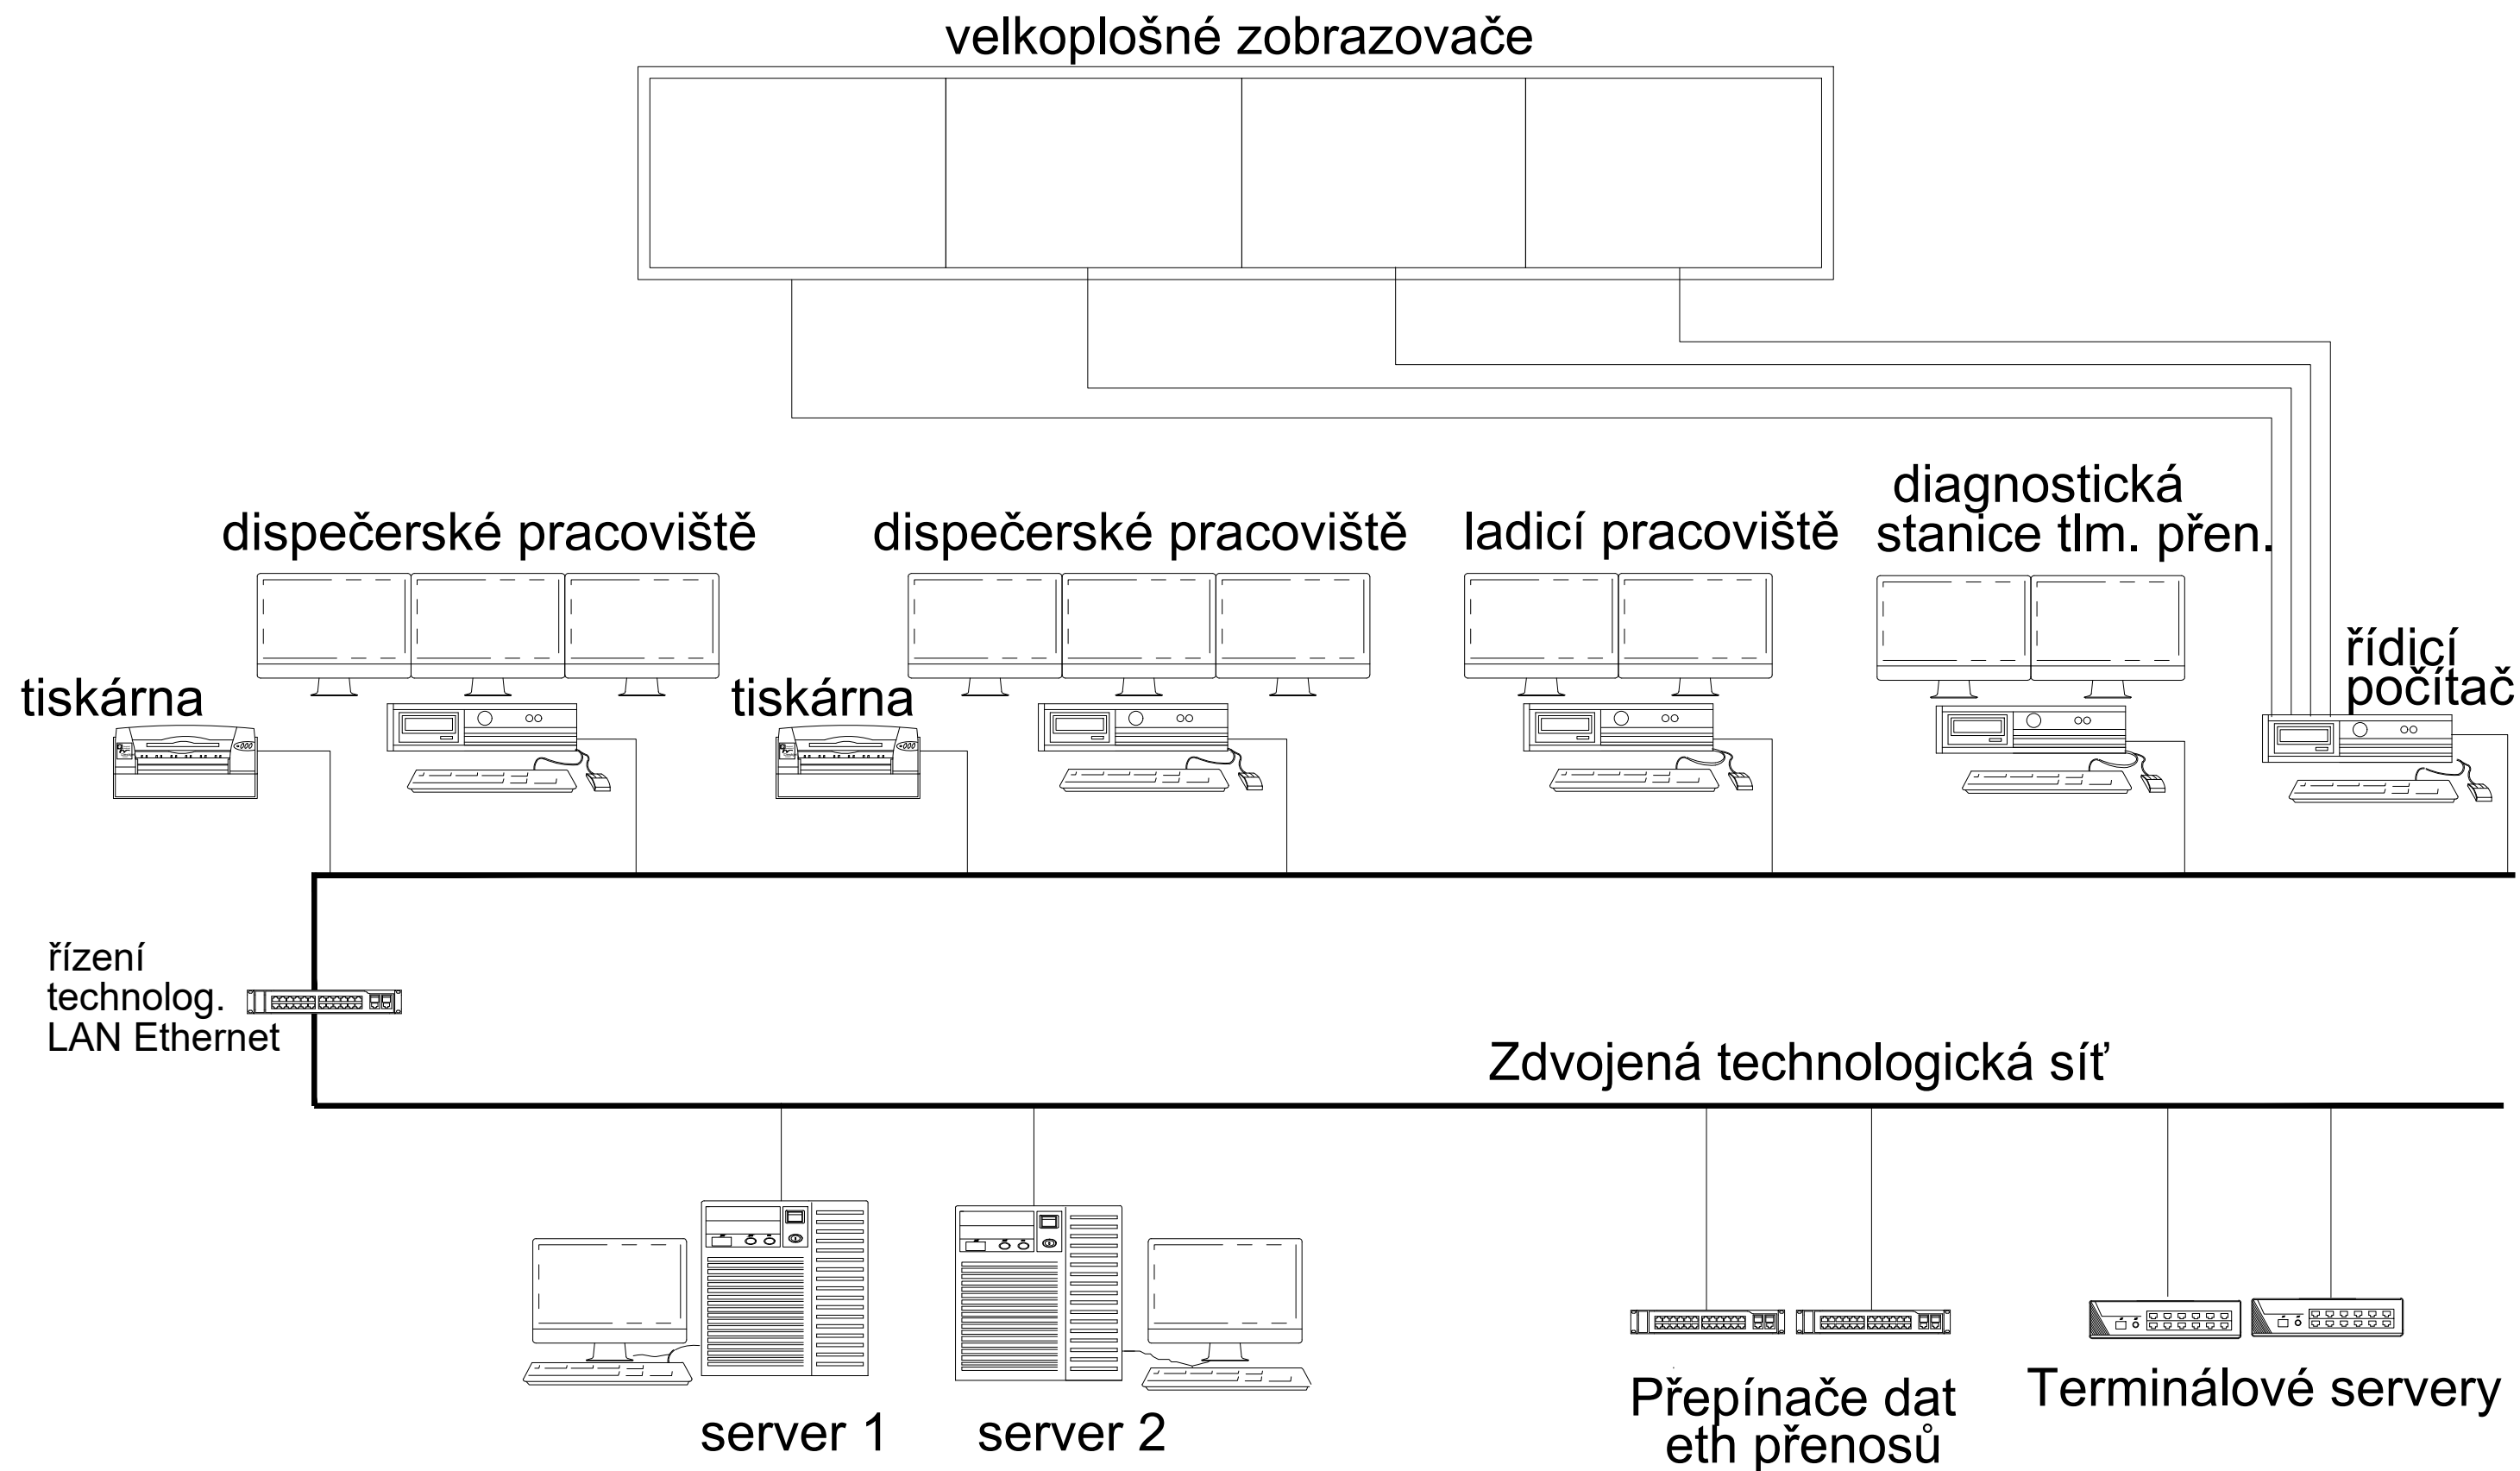 velkoplošné zobrazovače
dispečerské pracoviště
dispečerské pracoviště
ladicí pracoviště
diagnostická
stanice tlm. přen.
tiskárna
tiskárna
řídicí
počítač
řízení
technolog.
LAN Ethernet
Zdvojená technologická síť
server 1
server 2
Přepínače dat
eth přenosů
Terminálové servery